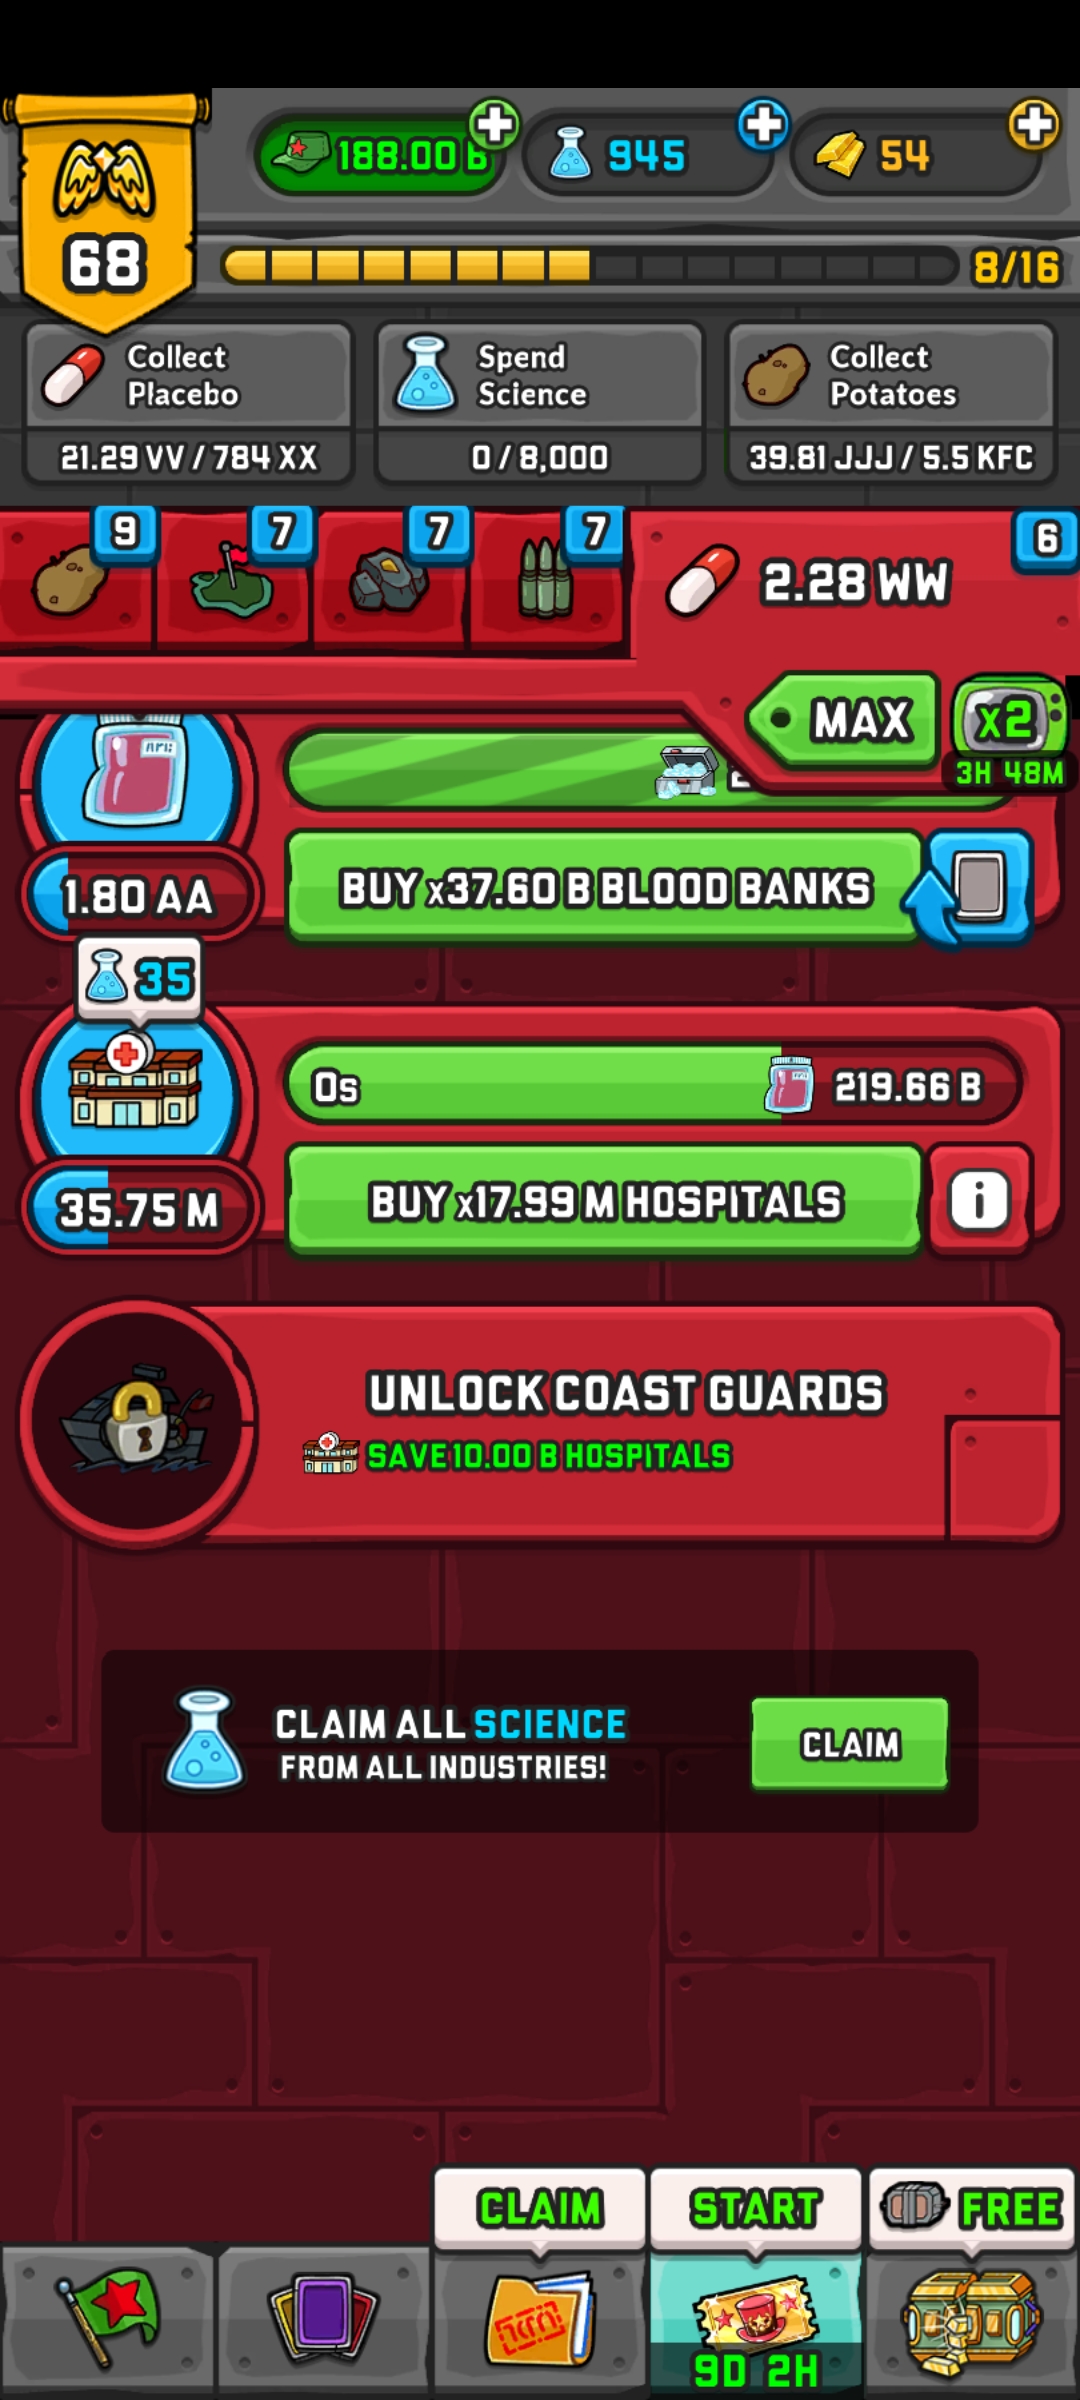 188.00 B
945
54
68
8/16
Collect
Placebo
21.29 VV / 784 XX
Spend
Science
0 / 8,000
Collect
Potatoes
39.81 JJJ / 5.5 KFC
9
7
7
7
6
2.28 WW
MAX
x2
3H 48M
1.80 AA
BUY x37.60 B BLOOD BANKS
35
0s
219.66 B
35.75 M
BUY x17.99 M HOSPITALS
i
UNLOCK COAST GUARDS
SAVE 10.00 B HOSPITALS
CLAIM ALL SCIENCE
FROM ALL INDUSTRIES!
CLAIM
CLAIM
START
FREE
9D 2H